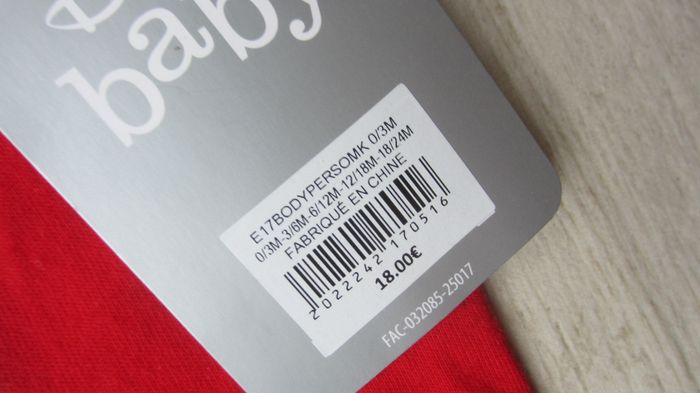 baby
E17BODYPERSOMK 0/3M
0/3M-3/6M-6/12M-12/18M-18/24M
FABRIQUÉ EN CHINE
2022242170516
18.00€
FAC-032085-25017